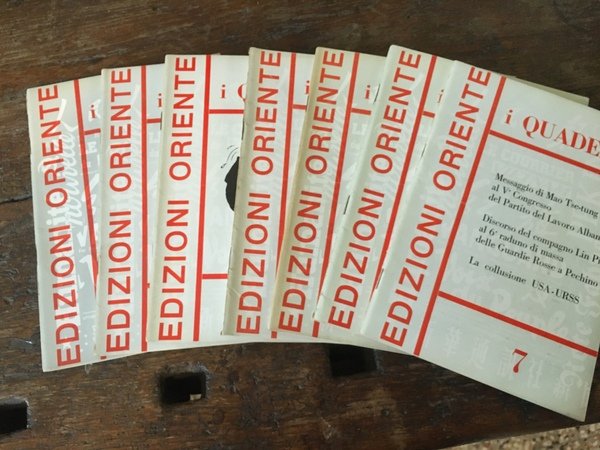 EDIZIONI ORIENTE
i
EDIZIONI ORIENTE
i
EDIZIONI ORIENTE
i QU
EDIZIONI ORIENTE
i
EDIZIONI ORIENTE
i
EDIZIONI ORIENTE
i
EDIZIONI ORIENTE
i QUADE
Messaggio di Mao Tse-tung
al V° Congresso
del Partito del Lavoro Alban
Discorso del compagno Lin Pi
al 6° raduno di massa
delle Guardie Rosse a Pechino
La collusione USA-URSS
7